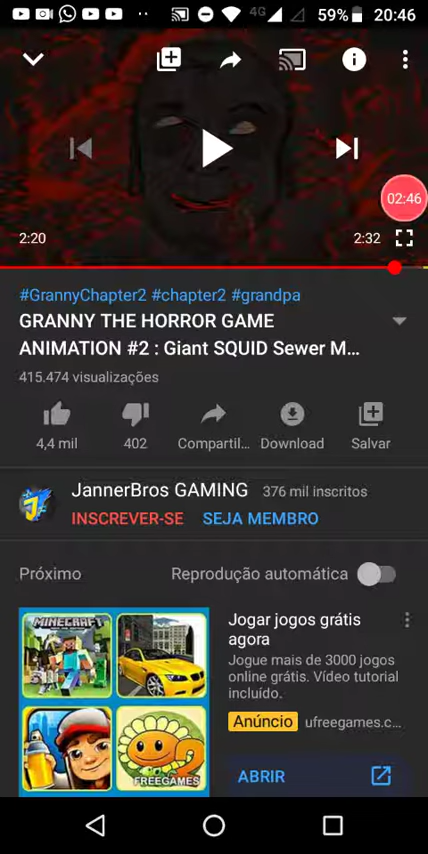 4G 59% 20:46
02:46
2:20 2:32
#GrannyChapter2 #chapter2 #grandpa
GRANNY THE HORROR GAME
ANIMATION #2 : Giant SQUID Sewer M...
415.474 visualizações
4,4 mil 402 Compartil... Download Salvar
JannerBros GAMING 376 mil inscritos
INSCREVER-SE SEJA MEMBRO
Próximo Reprodução automática
MINECRAFT
FREEGAMES
Jogar jogos grátis
agora
Jogue mais de 3000 jogos
online grátis. Vídeo tutorial
incluído.
Anúncio ufreegames.c...
ABRIR